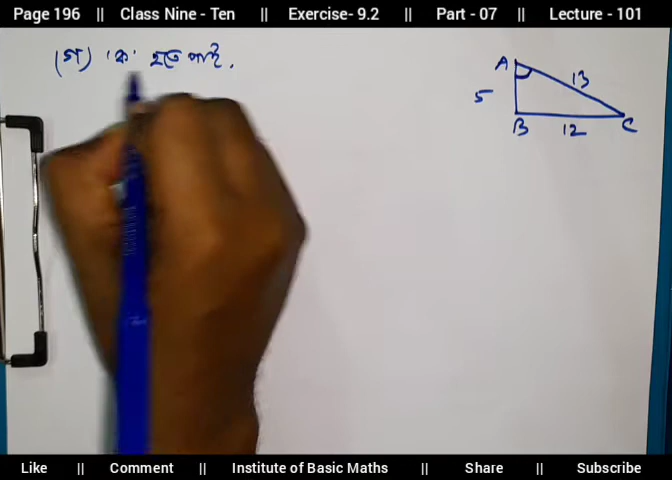 Page 196 || Class Nine - Ten || Exercise- 9.2 || Part - 07 || Lecture - 101
(গ) 'ক' হতে পাই,
A
13
5
B
12
C
Like || Comment || Institute of Basic Maths || Share || Subscribe